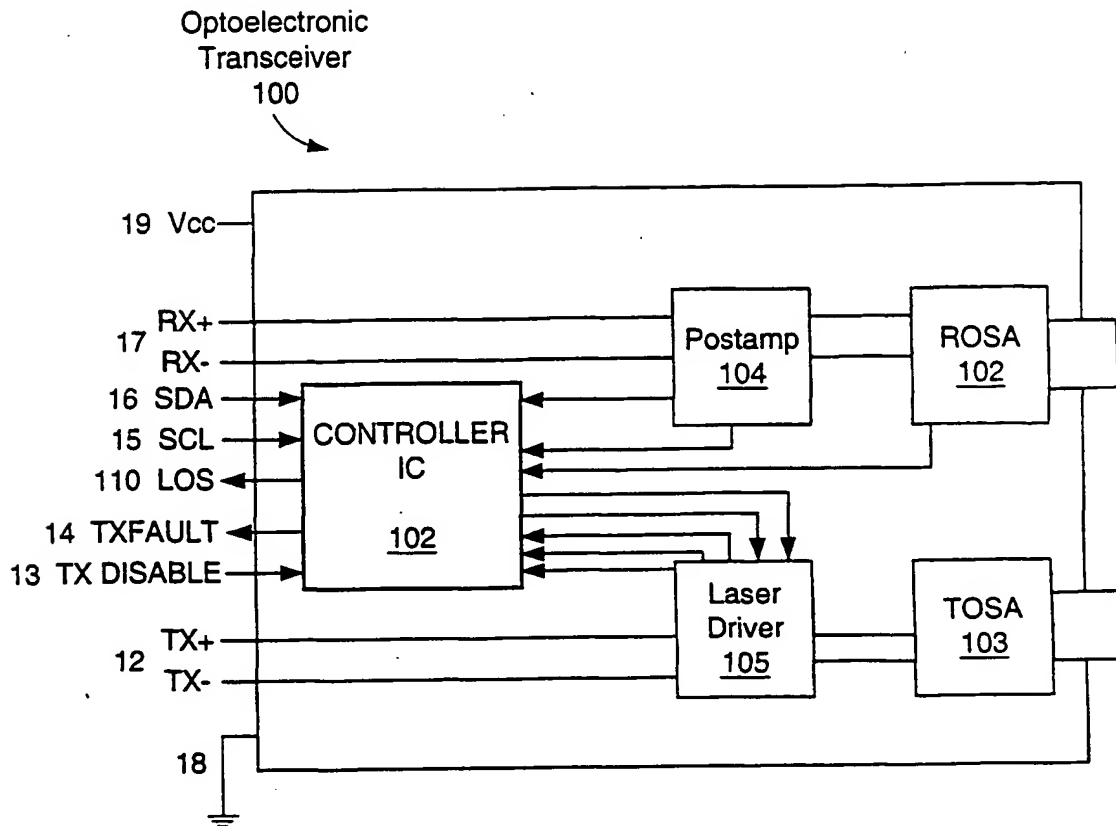 Optoelectronic
Transceiver
100
19 Vcc
17 RX+
RX-
16 SDA
15 SCL
110 LOS
14 TXFAULT
13 TX DISABLE
12 TX+
TX-
18
CONTROLLER
IC
102
Postamp
104
ROSA
102
Laser
Driver
105
TOSA
103